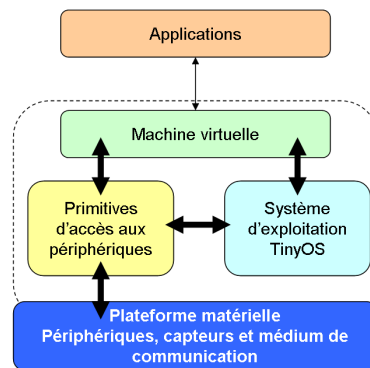 Applications
Machine virtuelle
Primitives
d'accès aux
périphériques
Système
d'exploitation
TinyOS
Plateforme matérielle
Périphériques, capteurs et médium de
communication